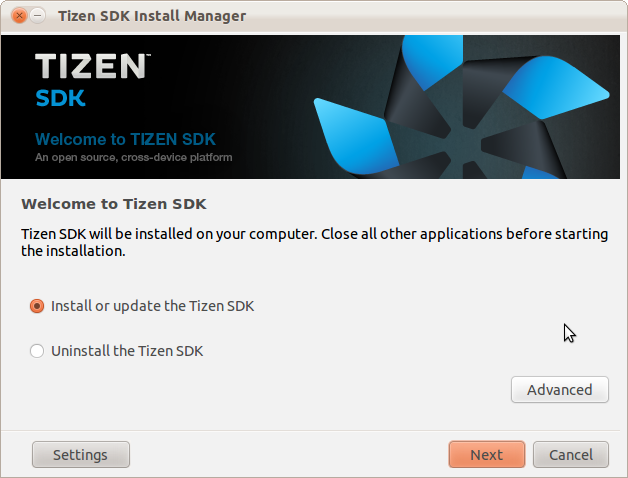 Tizen SDK Install Manager
TIZEN™
SDK
Welcome to TIZEN SDK
An open source, cross-device platform
Welcome to Tizen SDK
Tizen SDK will be installed on your computer. Close all other applications before starting
the installation.
Install or update the Tizen SDK
Uninstall the Tizen SDK
Advanced
Settings
Next
Cancel